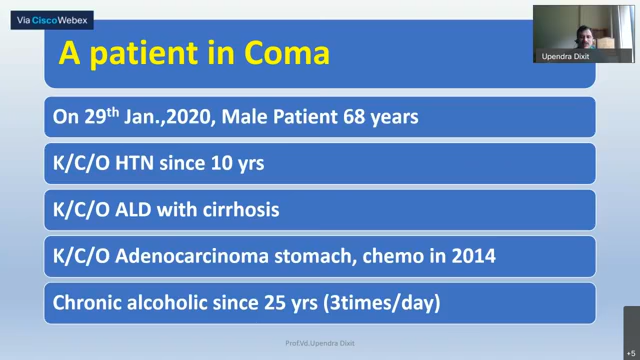 Via Cisco Webex
Upendra Dixit
A patient in Coma
On 29th Jan.,2020, Male Patient 68 years
K/C/O HTN since 10 yrs
K/C/O ALD with cirrhosis
K/C/O Adenocarcinoma stomach, chemo in 2014
Chronic alcoholic since 25 yrs (3times/day)
Prof.Vd.Upendra Dixit
+5